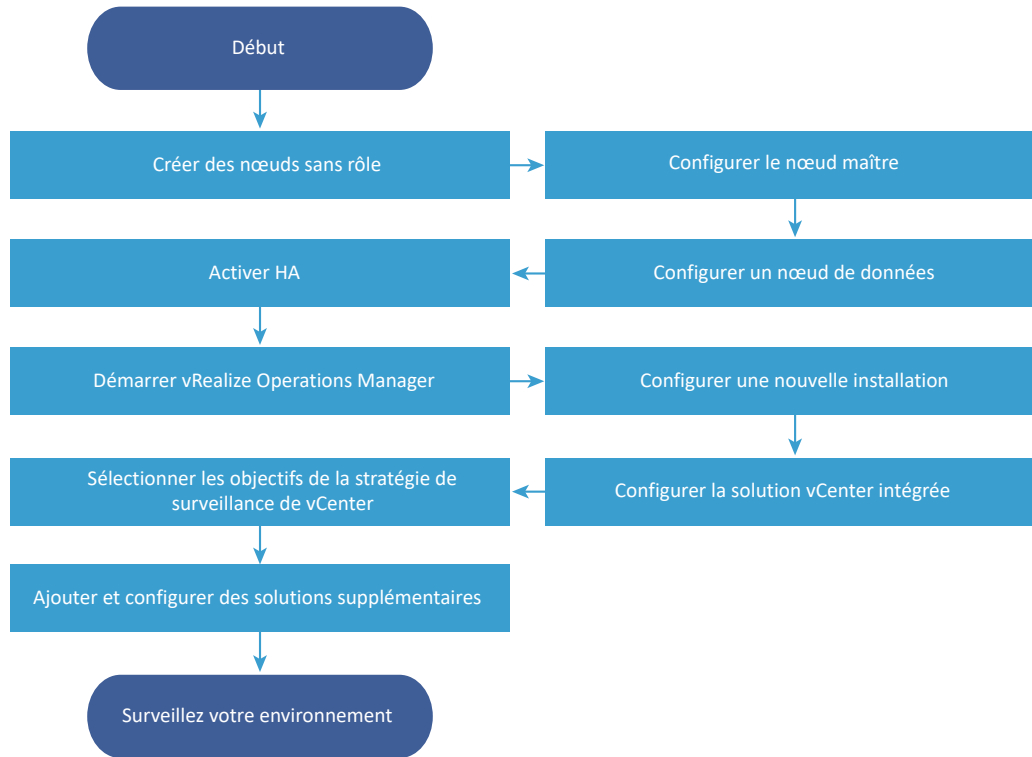 Début
Créer des nœuds sans rôle
Configurer le nœud maître
Configurer un nœud de données
Activer HA
Démarrer vRealize Operations Manager
Configurer une nouvelle installation
Configurer la solution vCenter intégrée
Sélectionner les objectifs de la stratégie de
surveillance de vCenter
Ajouter et configurer des solutions supplémentaires
Surveillez votre environnement